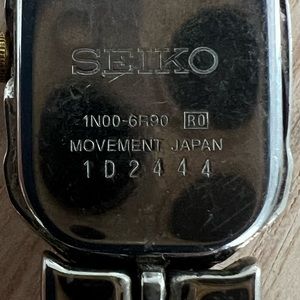 SEIKO
1N00-6R90 R0
MOVEMENT JAPAN
1D2444